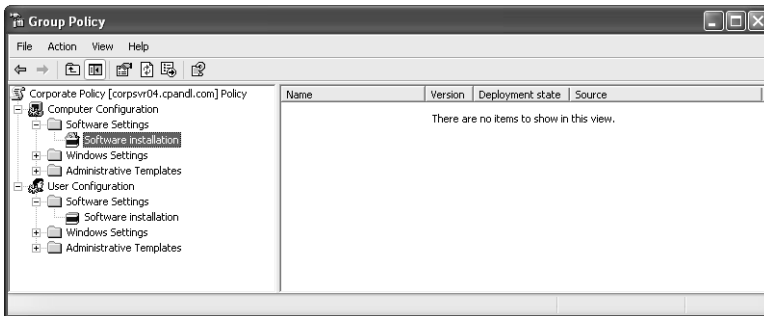 Group Policy
File Action View Help
Corporate Policy [corpsvr04.cpandl.com] Policy
Computer Configuration
Software Settings
Software installation
Windows Settings
Administrative Templates
User Configuration
Software Settings
Software installation
Windows Settings
Administrative Templates
Name Version Deployment state Source
There are no items to show in this view.